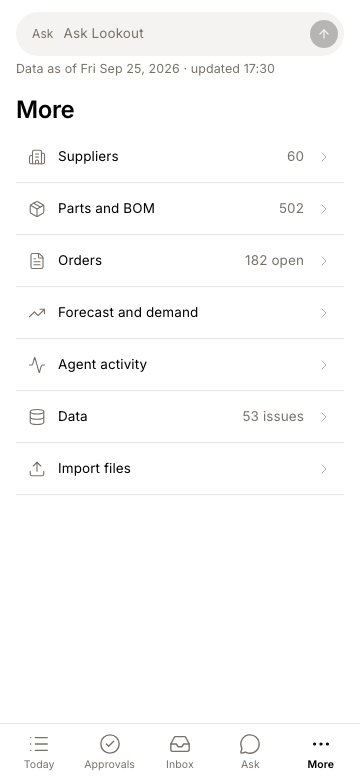 Ask Ask Lookout
Data as of Fri Sep 25, 2026 · updated 17:30
More
Suppliers 60
Parts and BOM 502
Orders 182 open
Forecast and demand
Agent activity
Data 53 issues
Import files
Today Approvals Inbox Ask More